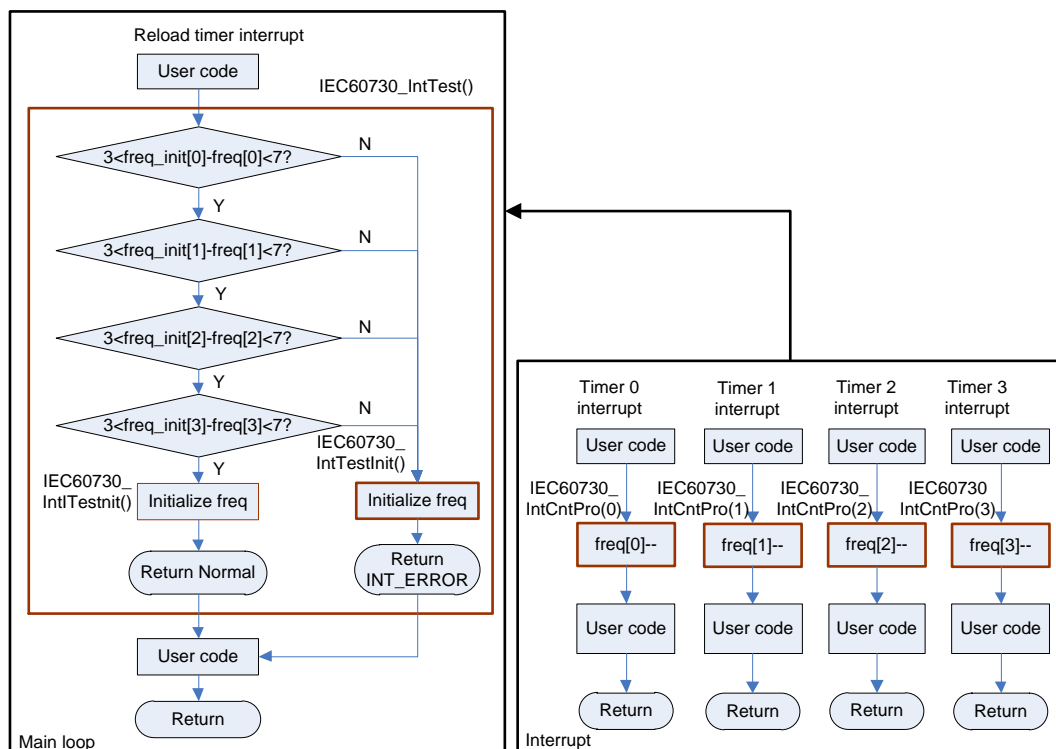 Reload timer interrupt
User code
IEC60730_IntTest()
3<freq_init[0]-freq[0]<7?
N
Y
3<freq_init[1]-freq[1]<7?
N
Y
3<freq_init[2]-freq[2]<7?
N
Y
3<freq_init[3]-freq[3]<7?
N
Y
IEC60730_
IntTestInit()
IEC60730_
IntITestnit()
Initialize freq
Initialize freq
Return Normal
Return
INT_ERROR
User code
Return
Main loop
Timer 0
interrupt
Timer 1
interrupt
Timer 2
interrupt
Timer 3
interrupt
User code
User code
User code
User code
IEC60730_
IntCntPro(0)
IEC60730_
IntCntPro(1)
IEC60730_
IntCntPro(2)
IEC60730
IntCntPro(3)
freq[0]--
freq[1]--
freq[2]--
freq[3]--
User code
User code
User code
User code
Return
Return
Return
Return
Interrupt